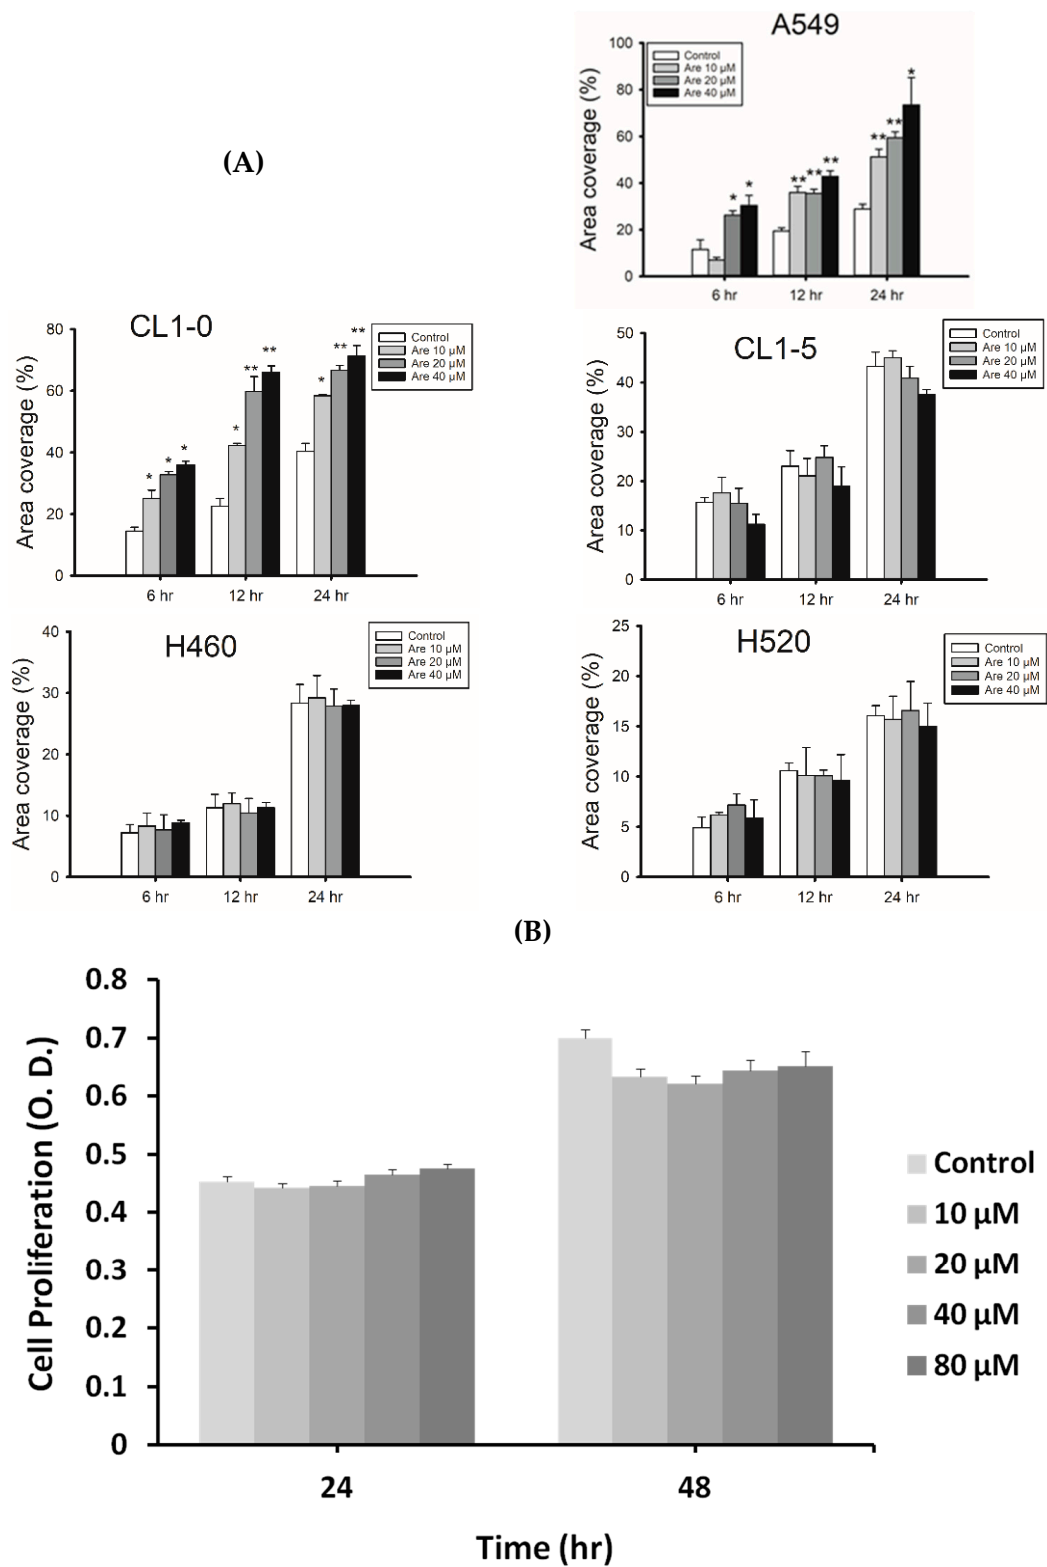 A549
100
80
60
40
20
0
Area coverage (%)
Control
Are 10 µM
Are 20 µM
Are 40 µM
* *
** ** **
** ** *
6 hr 12 hr 24 hr
(A)
CL1-0
80
60
40
20
0
Area coverage (%)
Control
Are 10 µM
Are 20 µM
Are 40 µM
* * *
* ** **
* ** **
6 hr 12 hr 24 hr
CL1-5
50
40
30
20
10
0
Area coverage (%)
Control
Are 10 µM
Are 20 µM
Are 40 µM
6 hr 12 hr 24 hr
H460
40
30
20
10
0
Area coverage (%)
Control
Are 10 µM
Are 20 µM
Are 40 µM
6 hr 12 hr 24 hr
H520
25
20
15
10
5
0
Area coverage (%)
Control
Are 10 µM
Are 20 µM
Are 40 µM
6 hr 12 hr 24 hr
(B)
0.8
0.7
0.6
0.5
0.4
0.3
0.2
0.1
0
Cell Proliferation (O. D.)
Control
10 µM
20 µM
40 µM
80 µM
24 48
Time (hr)